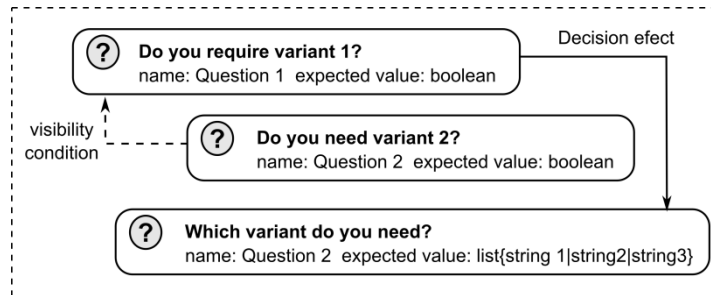 Decision efect
? Do you require variant 1?
name: Question 1 expected value: boolean
visibility
condition
? Do you need variant 2?
name: Question 2 expected value: boolean
? Which variant do you need?
name: Question 2 expected value: list{string 1|string2|string3}